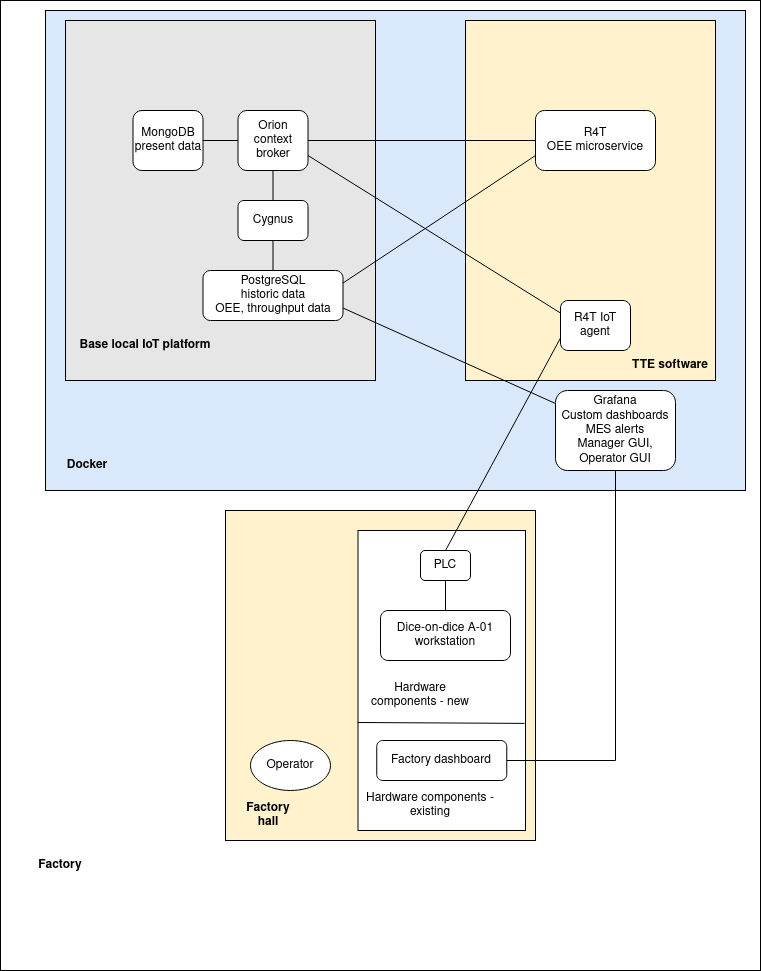 MongoDB
present data
Orion
context
broker
R4T
OEE microservice
Cygnus
PostgreSQL
historic data
OEE, throughput data
R4T IoT
agent
Base local IoT platform
TTE software
Grafana
Custom dashboards
MES alerts
Manager GUI,
Operator GUI
Docker
PLC
Dice-on-dice A-01
workstation
Hardware
components - new
Factory dashboard
Operator
Hardware components -
existing
Factory
hall
Factory